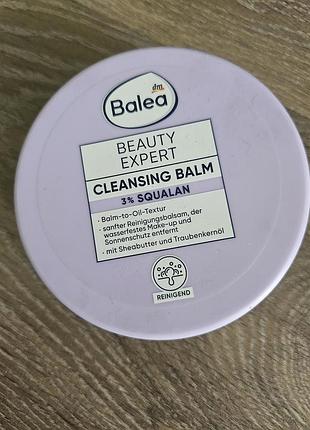 dm
Balea
BEAUTY
EXPERT
CLEANSING BALM
3% SQUALAN
• Balm-to-Oil-Textur
• sanfter Reinigungsbalsam, der
wasserfestes Make-up und
Sonnenschutz entfernt
• mit Sheabutter und Traubenkernöl
REINIGEND